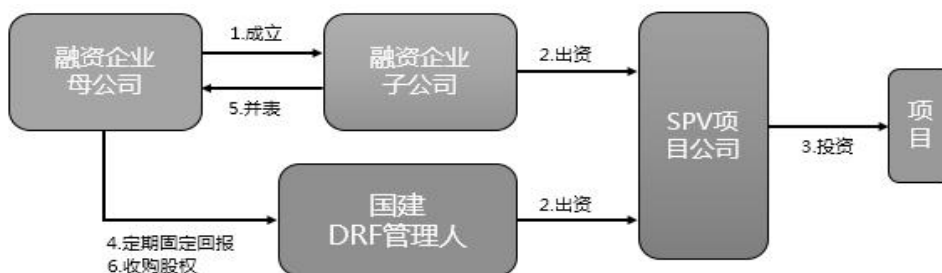 融资企业
母公司
1.成立
5.并表
融资企业
子公司
2.出资
SPV项
目公司
3.投资
项
目
4.定期固定回报
6.收购股权
国建
DRF管理人
2.出资